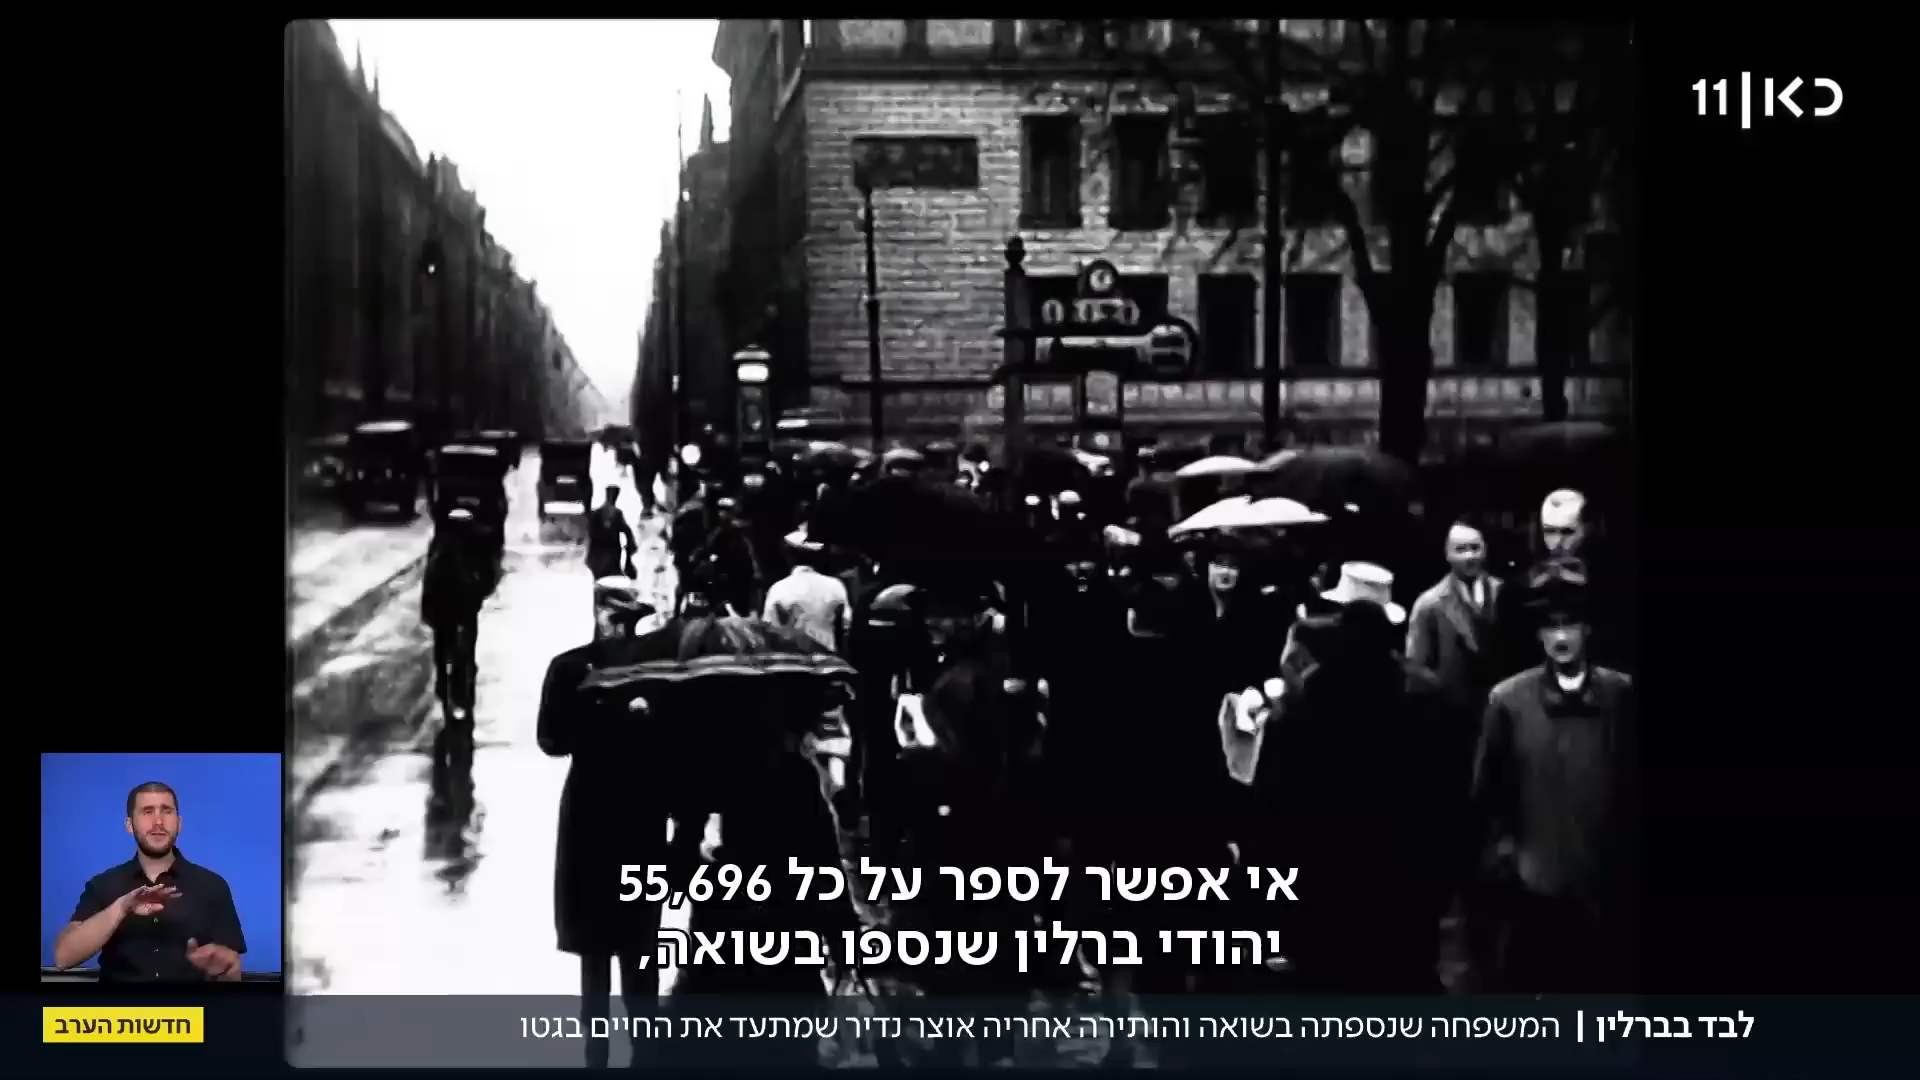 כאן|11
אי אפשר לספר על כל 55,696
יהודי ברלין שנספו בשואה,
לבד בברלין | המשפחה שנספתה בשואה והותירה אחריה אוצר נדיר שמתעד את החיים בגטו
חדשות הערב